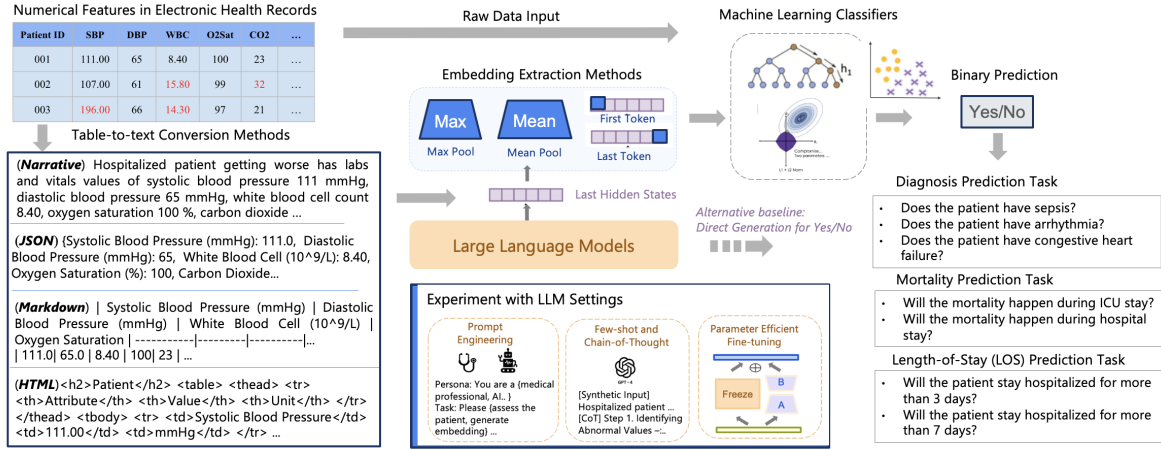 Numerical Features in Electronic Health Records
Patient ID SBP DBP WBC O2Sat CO2 ...
001 111.00 65 8.40 100 23 ...
002 107.00 61 15.80 99 32 ...
003 196.00 66 14.30 97 21 ...
Table-to-text Conversion Methods
(Narrative) Hospitalized patient getting worse has labs
and vitals values of systolic blood pressure 111 mmHg,
diastolic blood pressure 65 mmHg, white blood cell count
8.40, oxygen saturation 100 %, carbon dioxide ...
(JSON) {Systolic Blood Pressure (mmHg): 111.0, Diastolic
Blood Pressure (mmHg): 65, White Blood Cell (10^9/L): 8.40,
Oxygen Saturation (%): 100, Carbon Dioxide...
(Markdown) | Systolic Blood Pressure (mmHg) | Diastolic
Blood Pressure (mmHg) | White Blood Cell (10^9/L) |
Oxygen Saturation | -----------|---------|----------|...
| 111.0| 65.0 | 8.40 | 100| 23 | ...
(HTML)<h2>Patient</h2> <table> <thead> <tr>
<th>Attribute</th> <th>Value</th> <th>Unit</th> </tr>
</thead> <tbody> <tr> <td>Systolic Blood Pressure</td>
<td>111.00</td> <td>mmHg</td> </tr> ...
Raw Data Input
Embedding Extraction Methods
Max
Max Pool
Mean
Mean Pool
First Token
Last Token
Last Hidden States
Large Language Models
Alternative baseline:
Direct Generation for Yes/No
Experiment with LLM Settings
Prompt
Engineering
Persona: You are a {medical
professional, AI.. }
Task: Please {assess the
patient, generate
embedding} ...
Few-shot and
Chain-of-Thought
GPT-4
[Synthetic Input]
Hospitalized patient ...
[CoT] Step 1. Identifying
Abnormal Values –:..
Parameter Efficient
Fine-tuning
Freeze
B
A
Machine Learning Classifiers
h1
Compromise...
Two parameters ...
L1 + L2 Norm
Binary Prediction
Yes/No
Diagnosis Prediction Task
• Does the patient have sepsis?
• Does the patient have arrhythmia?
• Does the patient have congestive heart
failure?
Mortality Prediction Task
• Will the mortality happen during ICU stay?
• Will the mortality happen during hospital
stay?
Length-of-Stay (LOS) Prediction Task
• Will the patient stay hospitalized for more
than 3 days?
• Will the patient stay hospitalized for more
than 7 days?